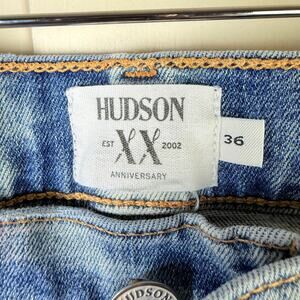 HUDSON
EST XX 2002
ANNIVERSARY
36
HUDSON